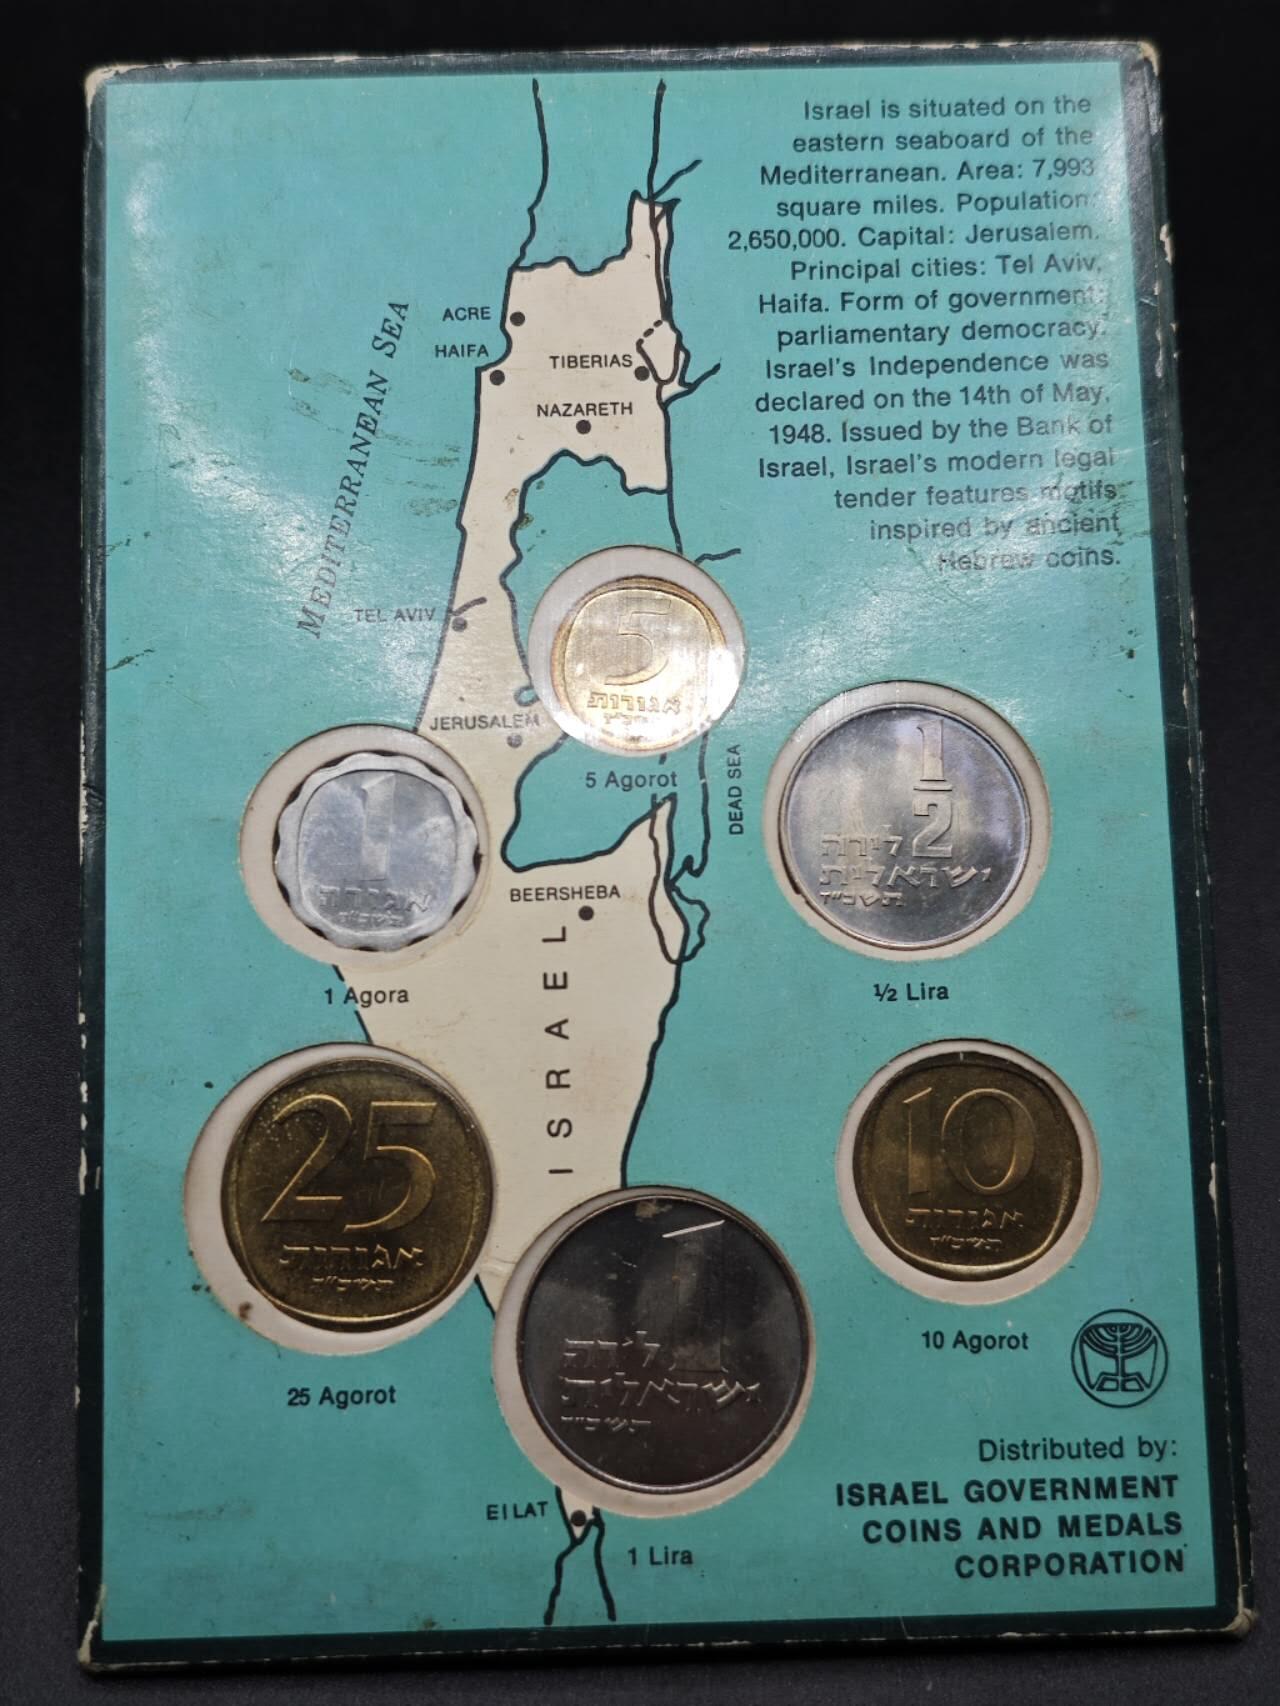 Israel is situated on the
eastern seaboard of the
Mediterranean. Area: 7,993
square miles. Population:
2,650,000. Capital: Jerusalem.
Principal cities: Tel Aviv,
Haifa. Form of government:
parliamentary democracy.
Israel's Independence was
declared on the 14th of May,
1948. Issued by the Bank of
Israel, Israel's modern legal
tender features motifs
inspired by ancient
Hebrew coins.
MEDITERRANEAN SEA
ACRE
HAIFA
TIBERIAS
NAZARETH
TEL AVIV
JERUSALEM
DEAD SEA
5
אגורות
5 Agorot
1
אגורה
תשכ"ז
1 Agora
1/2
לירה
ישראלית
תשכ"ז
½ Lira
BEERSHEBA
ISRAEL
25
אגורות
תשכ"ז
25 Agorot
10
אגורות
תשכ"ז
10 Agorot
1
לירה
ישראלית
תשכ"ז
1 Lira
EILAT
Distributed by:
ISRAEL GOVERNMENT
COINS AND MEDALS
CORPORATION